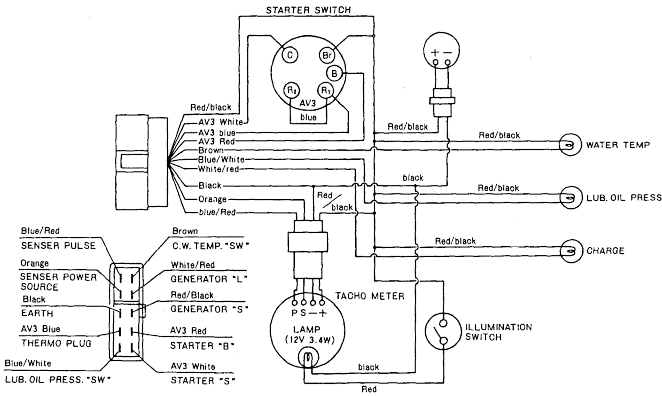 STARTER SWITCH
C
Br
B
R₂
R₁
AV3
blue
+ −
Red/black
AV3 White
AV3 blue
AV3 Red
Brown
Blue/White
White/red
Black
Orange
blue/Red
Red/
black
Red/black
Red/black
WATER TEMP
black
Red/black
LUB. OIL PRESS
Red/black
CHARGE
TACHO METER
P S − +
LAMP
(12V 3.4W)
ILLUMINATION
SWITCH
black
Red
Blue/Red
SENSER PULSE
Orange
SENSER POWER
SOURCE
Black
EARTH
AV3 Blue
THERMO PLUG
Blue/White
LUB. OIL PRESS. "SW"
Brown
C.W. TEMP. "SW"
White/Red
GENERATOR "L"
Red/Black
GENERATOR "S"
AV3 Red
STARTER "B"
AV3 White
STARTER "S"